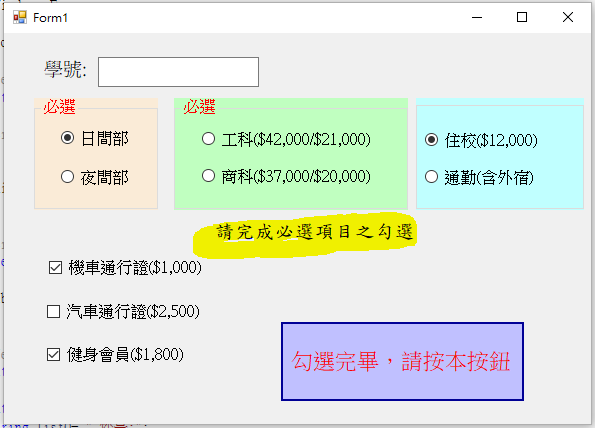 Form1
學號:
必選
日間部
夜間部
必選
工科($42,000/$21,000)
商科($37,000/$20,000)
住校($12,000)
通勤(含外宿)
請完成必選項目之勾選
機車通行證($1,000)
汽車通行證($2,500)
健身會員($1,800)
勾選完畢，請按本按鈕